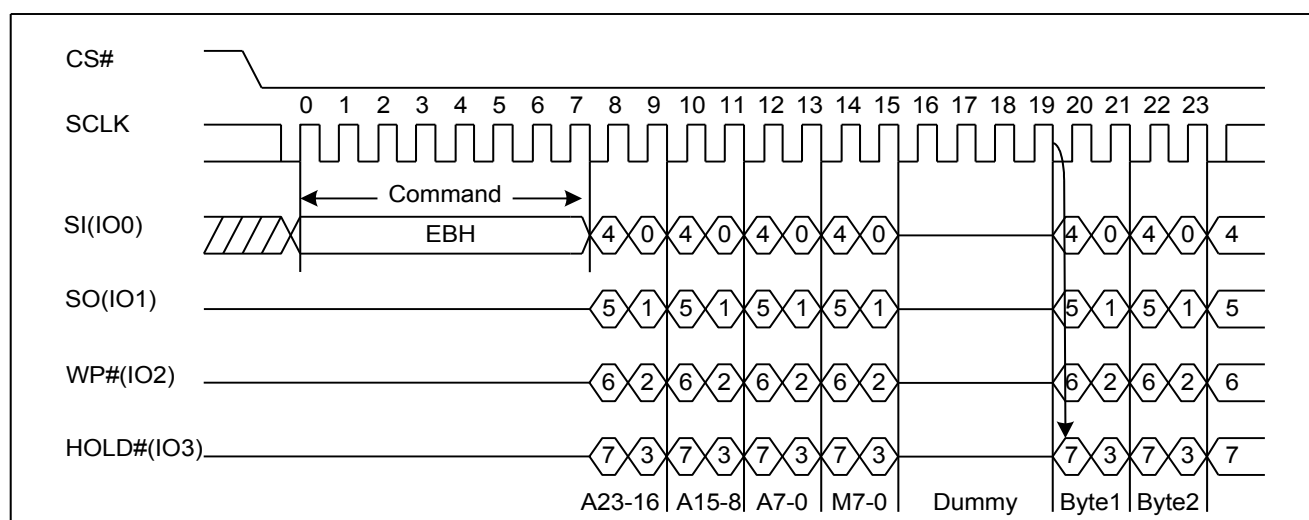 CS#
0 1 2 3 4 5 6 7 8 9 10 11 12 13 14 15 16 17 18 19 20 21 22 23
SCLK
Command
SI(IO0) EBH 4 0 4 0 4 0 4 0 4 0 4 0 4
SO(IO1) 5 1 5 1 5 1 5 1 5 1 5 1 5
WP#(IO2) 6 2 6 2 6 2 6 2 6 2 6 2 6
HOLD#(IO3) 7 3 7 3 7 3 7 3 7 3 7 3 7
A23-16 A15-8 A7-0 M7-0 Dummy Byte1 Byte2